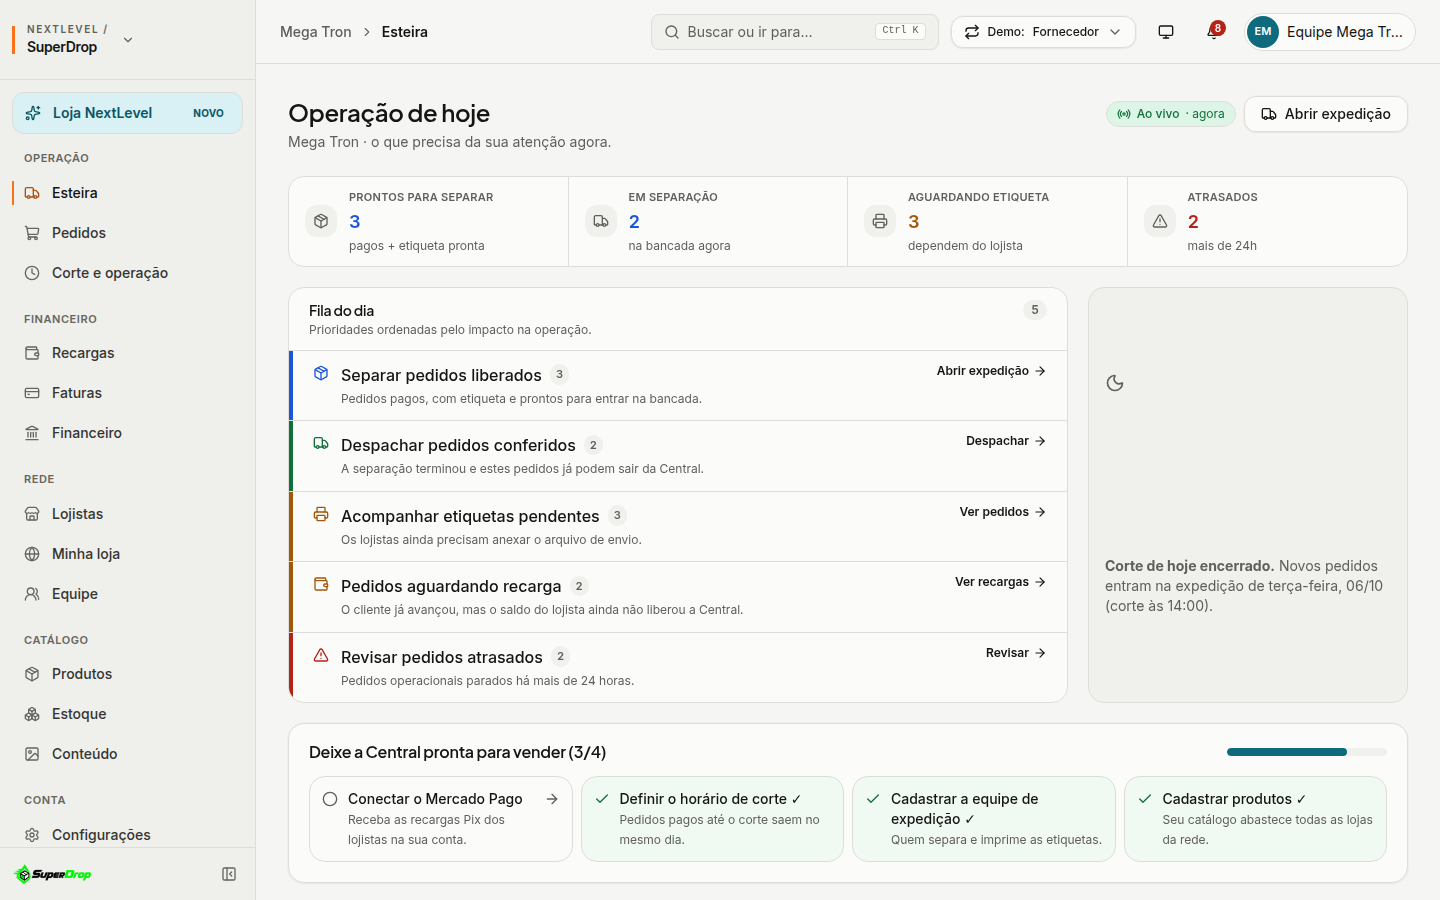 NEXTLEVEL /
SuperDrop
Mega Tron > Esteira
Buscar ou ir para...
Ctrl K
Demo: Fornecedor
8
EM
Equipe Mega Tr...
Loja NextLevel
NOVO
OPERAÇÃO
Esteira
Pedidos
Corte e operação
FINANCEIRO
Recargas
Faturas
Financeiro
REDE
Lojistas
Minha loja
Equipe
CATÁLOGO
Produtos
Estoque
Conteúdo
CONTA
Configurações
SuperDrop
Operação de hoje
Mega Tron · o que precisa da sua atenção agora.
Ao vivo · agora
Abrir expedição
PRONTOS PARA SEPARAR
3
pagos + etiqueta pronta
EM SEPARAÇÃO
2
na bancada agora
AGUARDANDO ETIQUETA
3
dependem do lojista
ATRASADOS
2
mais de 24h
Fila do dia
5
Prioridades ordenadas pelo impacto na operação.
Separar pedidos liberados 3
Abrir expedição
Pedidos pagos, com etiqueta e prontos para entrar na bancada.
Despachar pedidos conferidos 2
Despachar
A separação terminou e estes pedidos já podem sair da Central.
Acompanhar etiquetas pendentes 3
Ver pedidos
Os lojistas ainda precisam anexar o arquivo de envio.
Pedidos aguardando recarga 2
Ver recargas
O cliente já avançou, mas o saldo do lojista ainda não liberou a Central.
Revisar pedidos atrasados 2
Revisar
Pedidos operacionais parados há mais de 24 horas.
Corte de hoje encerrado. Novos pedidos
entram na expedição de terça-feira, 06/10
(corte às 14:00).
Deixe a Central pronta para vender (3/4)
Conectar o Mercado Pago
Receba as recargas Pix dos
lojistas na sua conta.
Definir o horário de corte ✓
Pedidos pagos até o corte saem no
mesmo dia.
Cadastrar a equipe de
expedição ✓
Quem separa e imprime as etiquetas.
Cadastrar produtos ✓
Seu catálogo abastece todas as lojas
da rede.